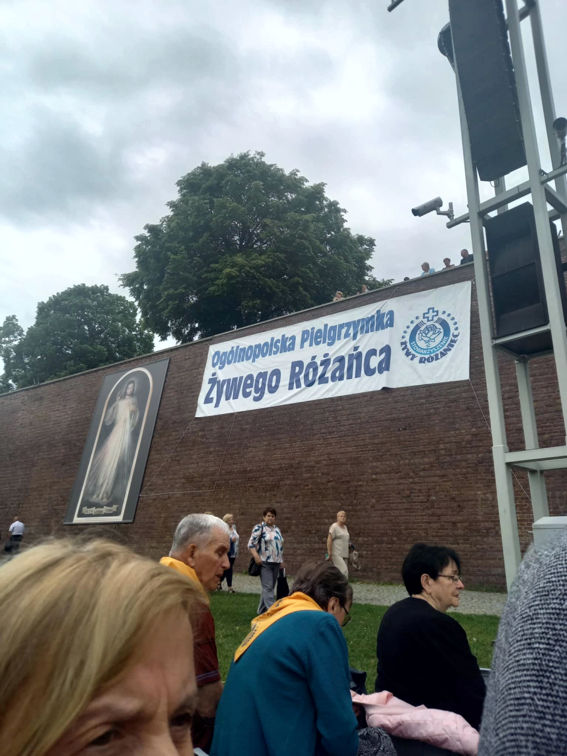 Ogólnopolska Pielgrzymka
Żywego Różańca
ŻYWY RÓŻANIEC